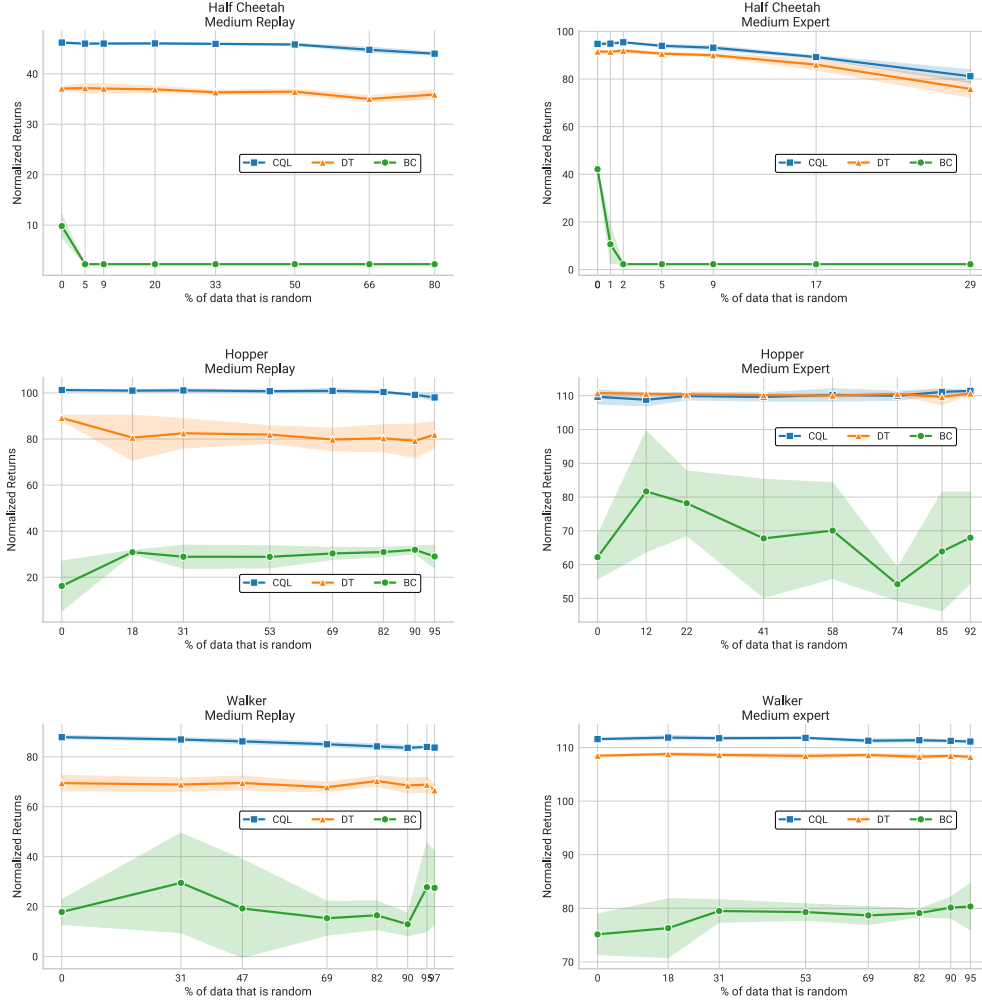 Half Cheetah
Medium Replay
Normalized Returns
40
30
20
10
CQL DT BC
0 5 9 20 33 50 66 80
% of data that is random
Half Cheetah
Medium Expert
Normalized Returns
100
80
60
40
20
0
CQL DT BC
0 1 2 5 9 17 29
% of data that is random
Hopper
Medium Replay
Normalized Returns
100
80
60
40
20
CQL DT BC
0 18 31 53 69 82 90 95
% of data that is random
Hopper
Medium Expert
Normalized Returns
110
100
90
80
70
60
50
CQL DT BC
0 12 22 41 58 74 85 92
% of data that is random
Walker
Medium Replay
Normalized Returns
80
60
40
20
0
CQL DT BC
0 31 47 69 82 90 95 97
% of data that is random
Walker
Medium expert
Normalized Returns
110
100
90
80
70
CQL DT BC
0 18 31 53 69 82 90 95
% of data that is random